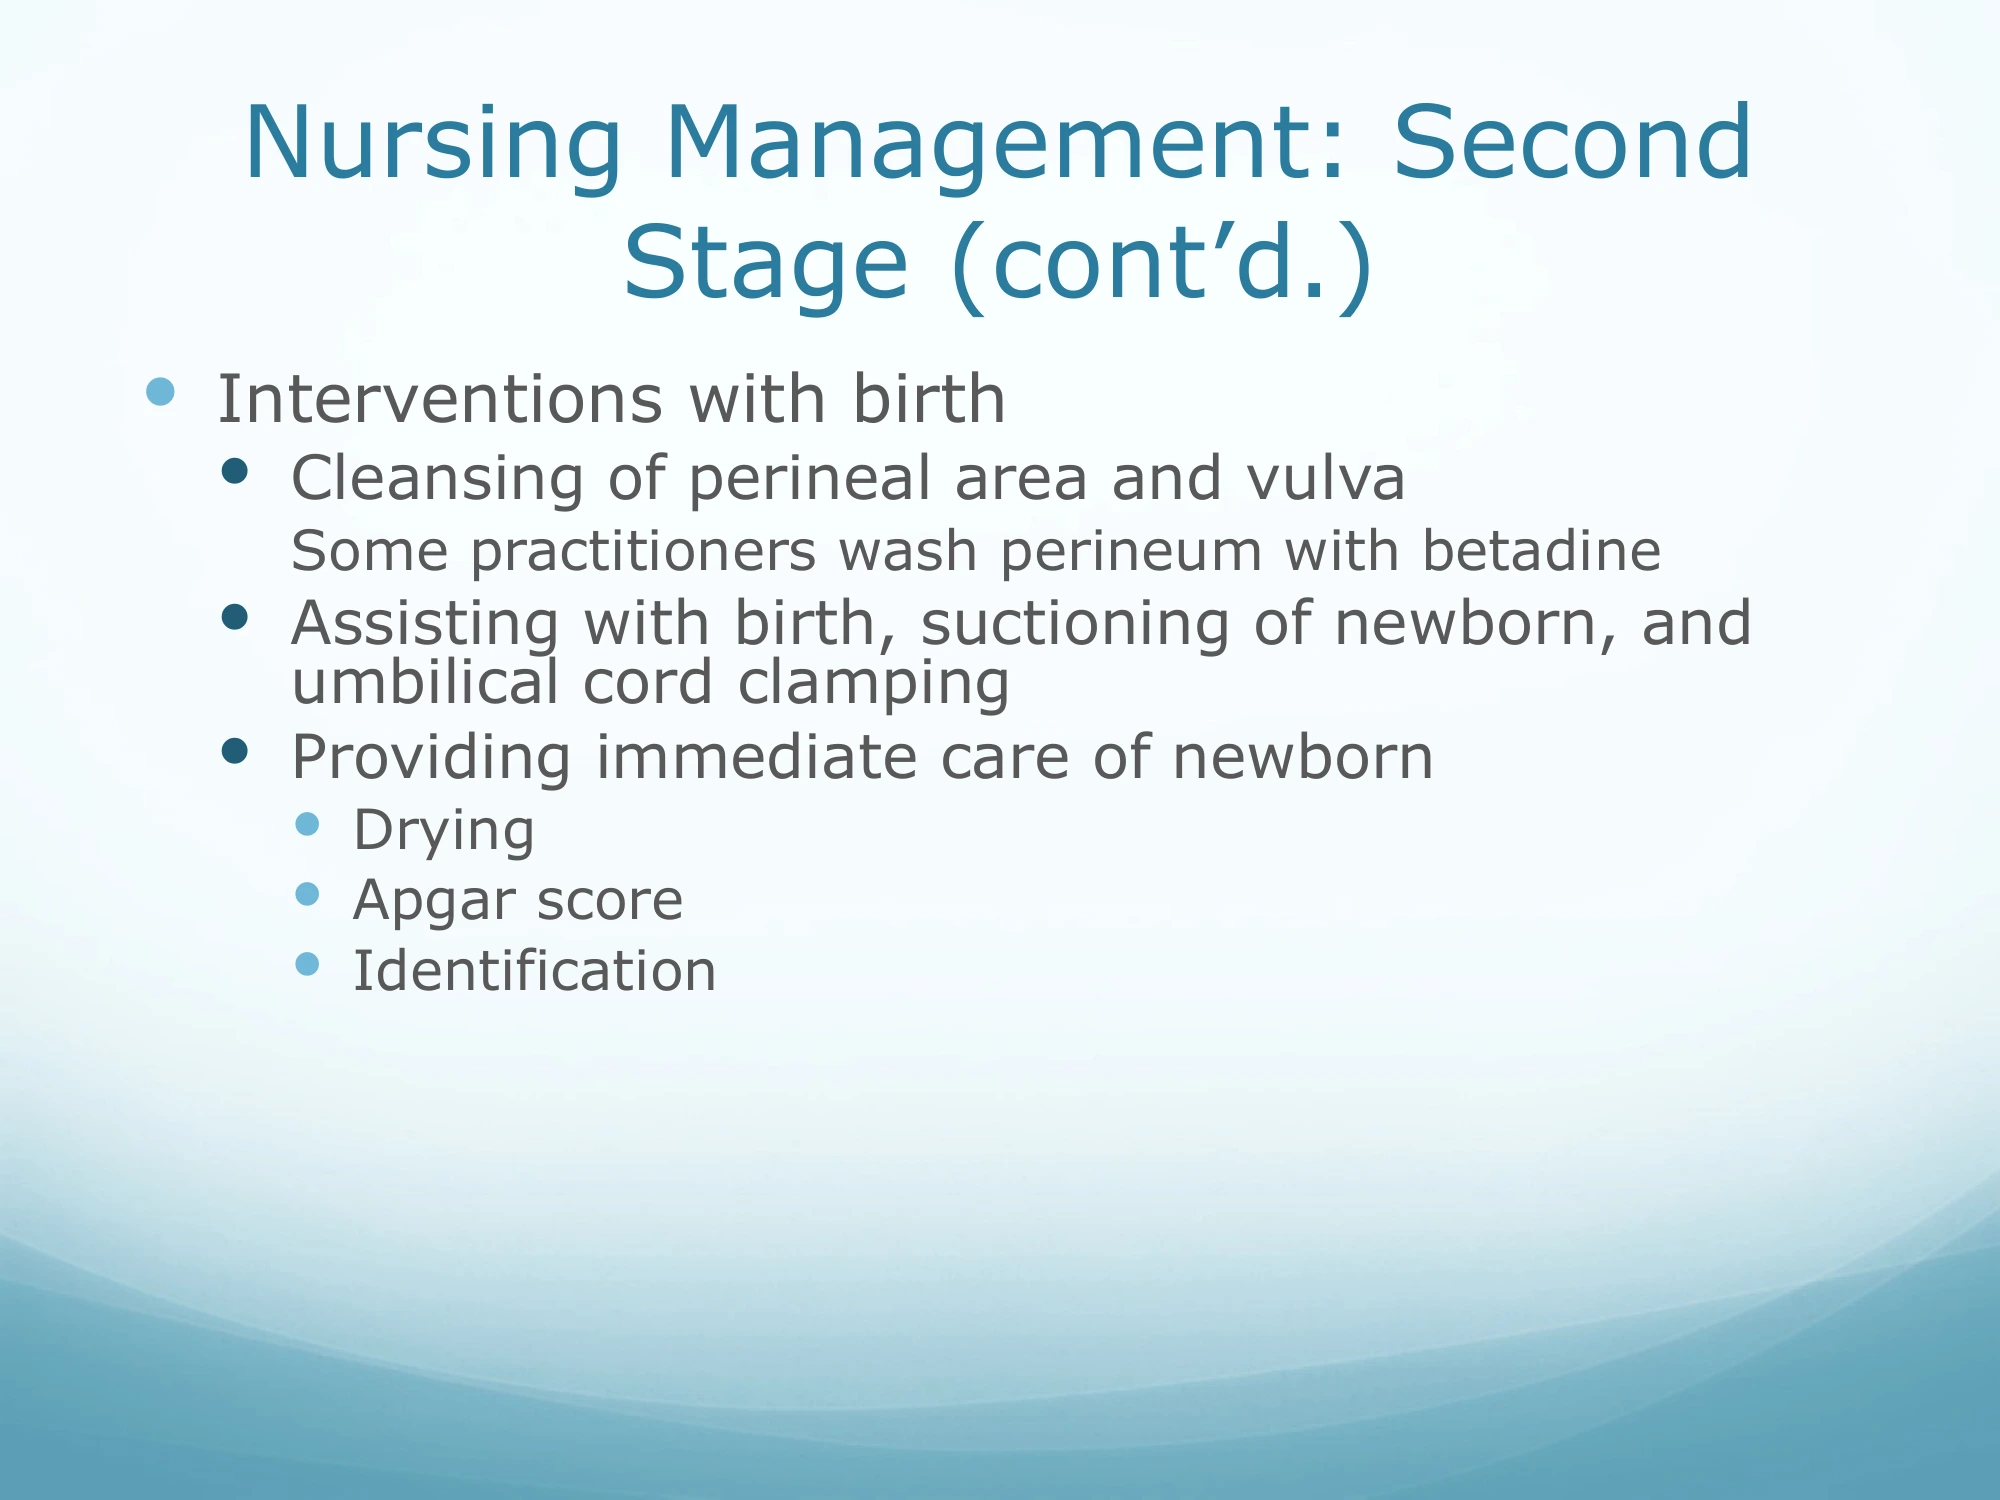 Nursing Management: Second
Stage (cont’d.)
Interventions with birth
Cleansing of perineal area and vulva
Some practitioners wash perineum with betadine
Assisting with birth, suctioning of newborn, and
umbilical cord clamping
Providing immediate care of newborn
Drying
Apgar score
Identification